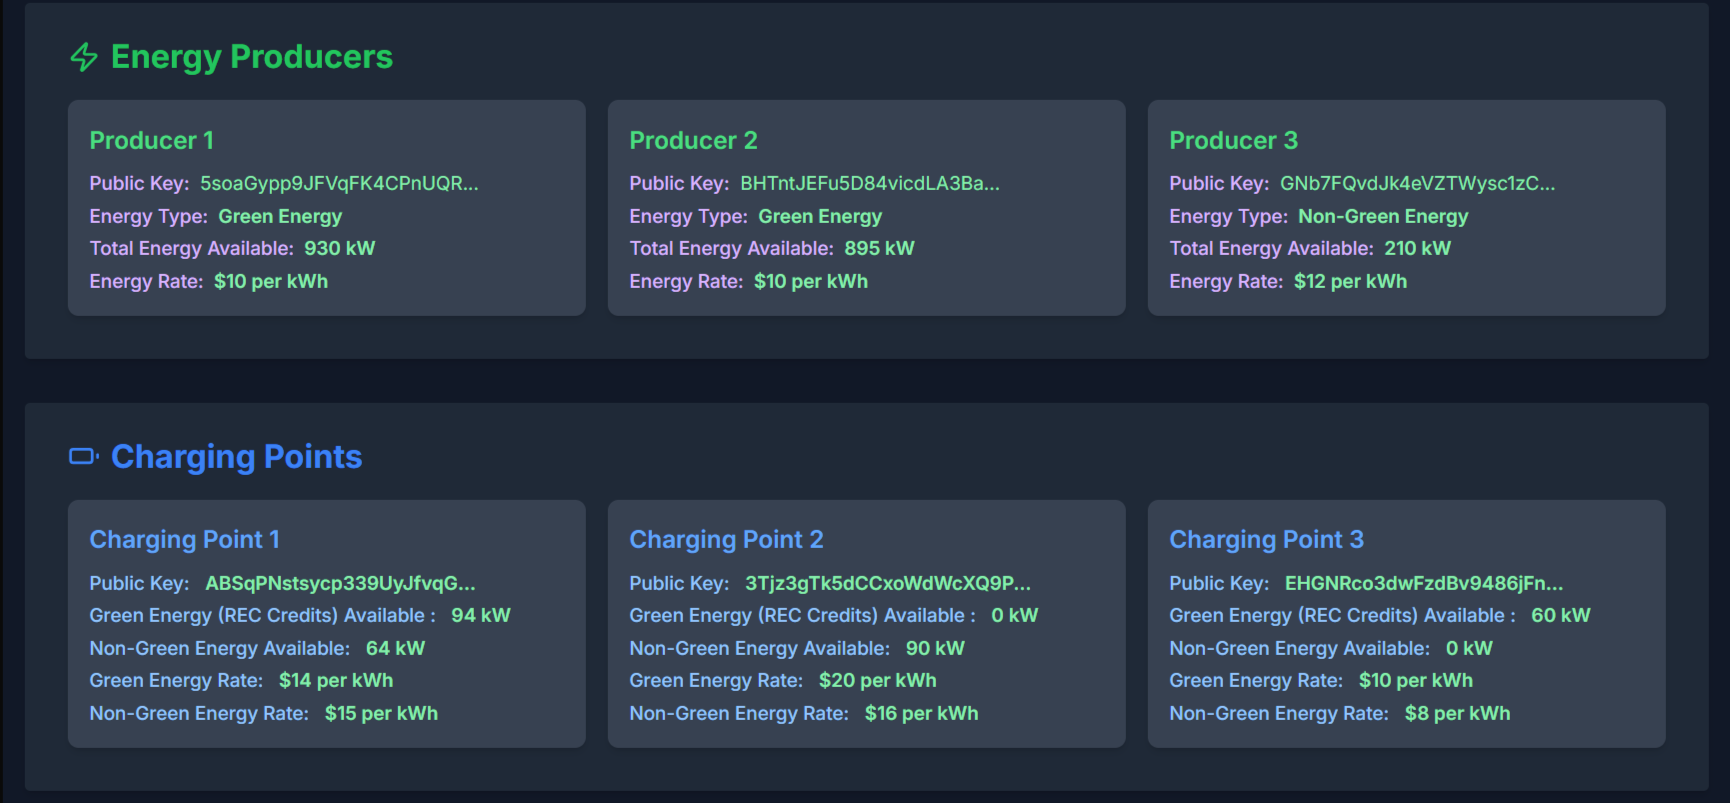 Energy Producers
Producer 1
Public Key: 5soaGypp9JFVqFK4CPnUQR...
Energy Type: Green Energy
Total Energy Available: 930 kW
Energy Rate: $10 per kWh
Producer 2
Public Key: BHTntJEFu5D84vicdLA3Ba...
Energy Type: Green Energy
Total Energy Available: 895 kW
Energy Rate: $10 per kWh
Producer 3
Public Key: GNb7FQvdJk4eVZTWysc1zC...
Energy Type: Non-Green Energy
Total Energy Available: 210 kW
Energy Rate: $12 per kWh
Charging Points
Charging Point 1
Public Key: ABSqPNstsycp339UyJfvqG...
Green Energy (REC Credits) Available : 94 kW
Non-Green Energy Available: 64 kW
Green Energy Rate: $14 per kWh
Non-Green Energy Rate: $15 per kWh
Charging Point 2
Public Key: 3Tjz3gTk5dCCxoWdWcXQ9P...
Green Energy (REC Credits) Available : 0 kW
Non-Green Energy Available: 90 kW
Green Energy Rate: $20 per kWh
Non-Green Energy Rate: $16 per kWh
Charging Point 3
Public Key: EHGNRco3dwFzdBv9486jFn...
Green Energy (REC Credits) Available : 60 kW
Non-Green Energy Available: 0 kW
Green Energy Rate: $10 per kWh
Non-Green Energy Rate: $8 per kWh